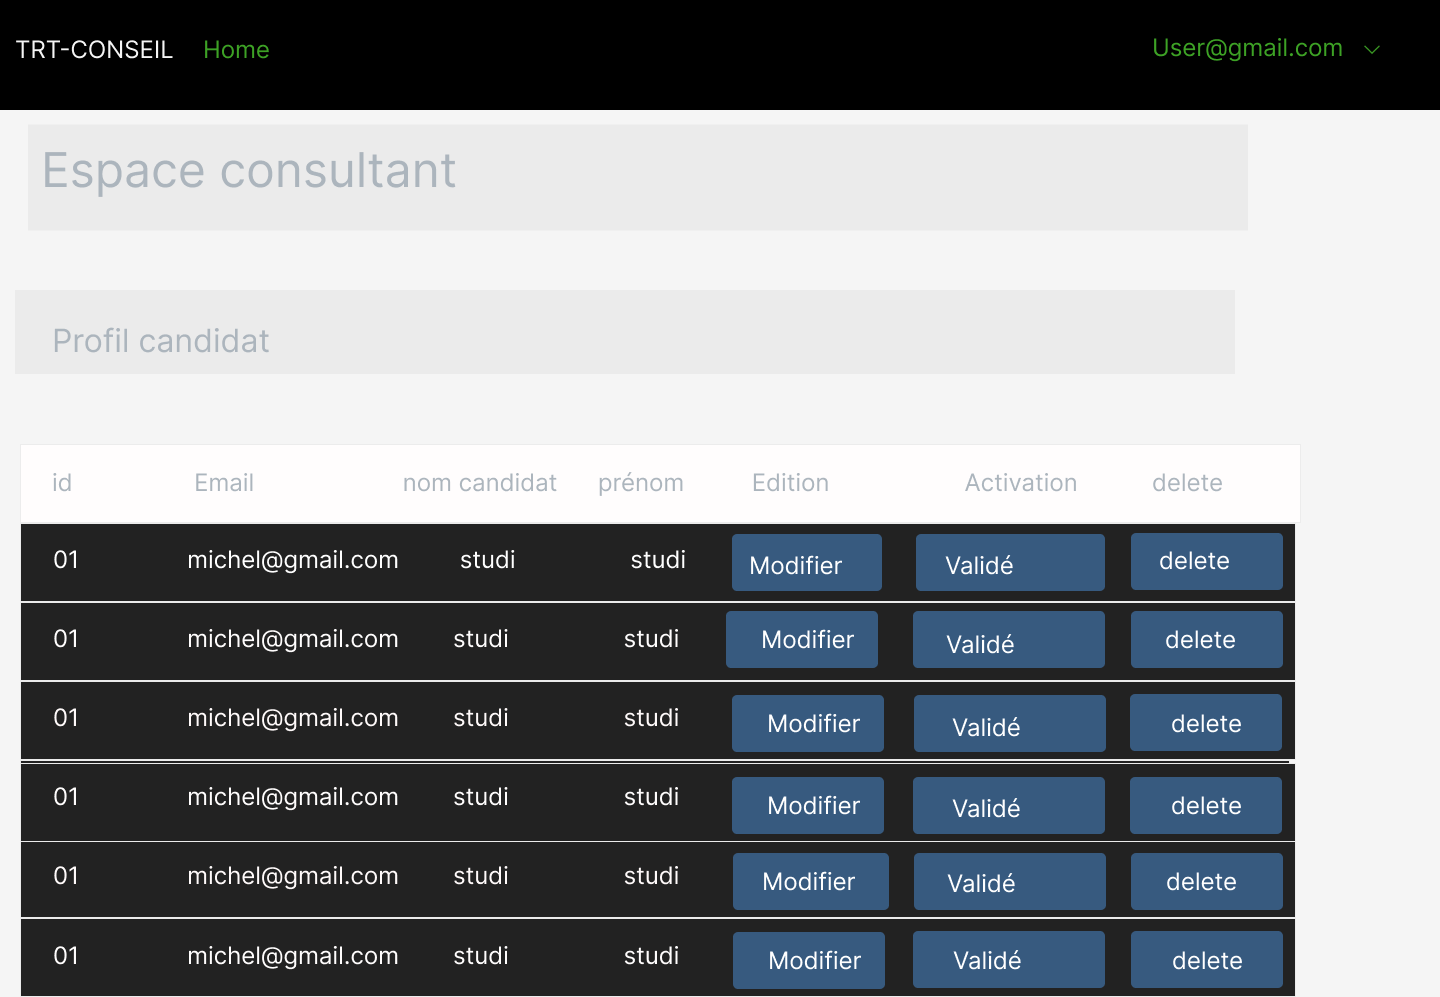 TRT-CONSEIL Home User@gmail.com
Espace consultant
Profil candidat
id Email nom candidat prénom Edition Activation delete
01 michel@gmail.com studi studi Modifier Validé delete
01 michel@gmail.com studi studi Modifier Validé delete
01 michel@gmail.com studi studi Modifier Validé delete
01 michel@gmail.com studi studi Modifier Validé delete
01 michel@gmail.com studi studi Modifier Validé delete
01 michel@gmail.com studi studi Modifier Validé delete